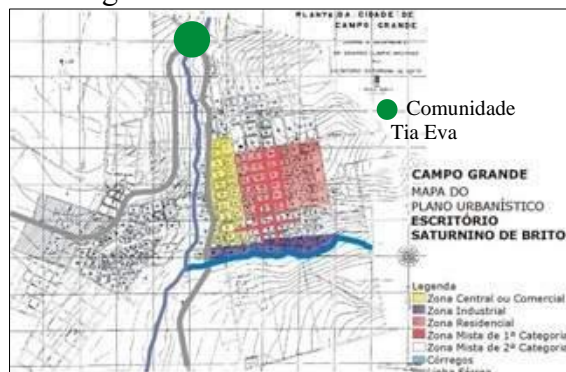 PLANTA DA CIDADE DE
CAMPO GRANDE
Comunidade
Tia Eva
CAMPO GRANDE
MAPA DO
PLANO URBANÍSTICO
ESCRITÓRIO
SATURNINO DE BRITO
Legenda
Zona Central ou Comercial
Zona Industrial
Zona Residencial
Zona Mista de 1ª Categoria
Zona Mista de 2ª Categoria
Córregos
Linha Férrea